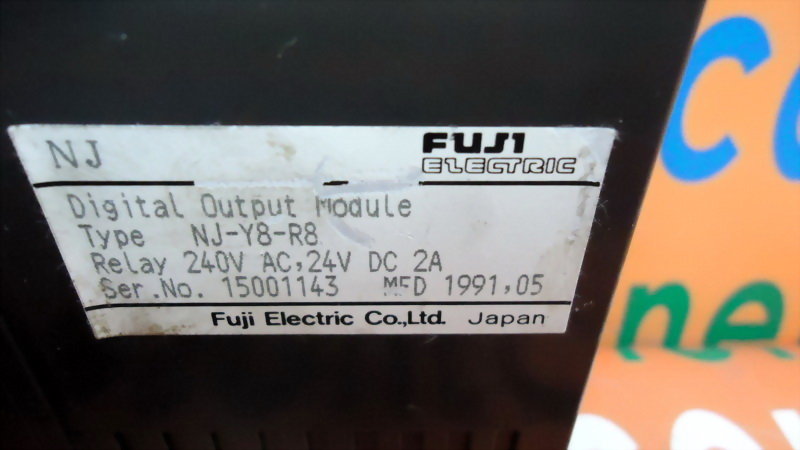 NJ
FUJI
ELECTRIC
Digital Output Module
Type NJ-Y8-R8
Relay 240V AC,24V DC 2A
Ser.No. 15001143 MFD 1991,05
Fuji Electric Co.,Ltd. Japan
ne